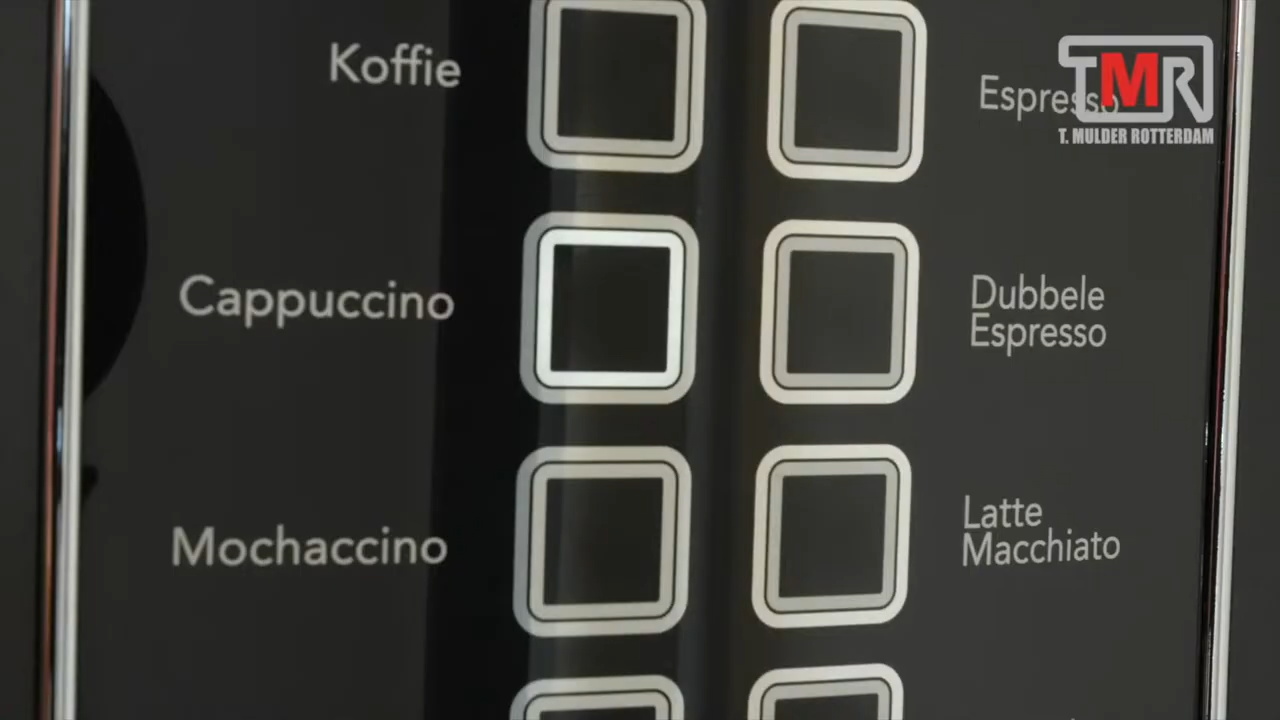 Koffie
Espresso
TMR
T. MULDER ROTTERDAM
Cappuccino
Dubbele
Espresso
Mochaccino
Latte
Macchiato